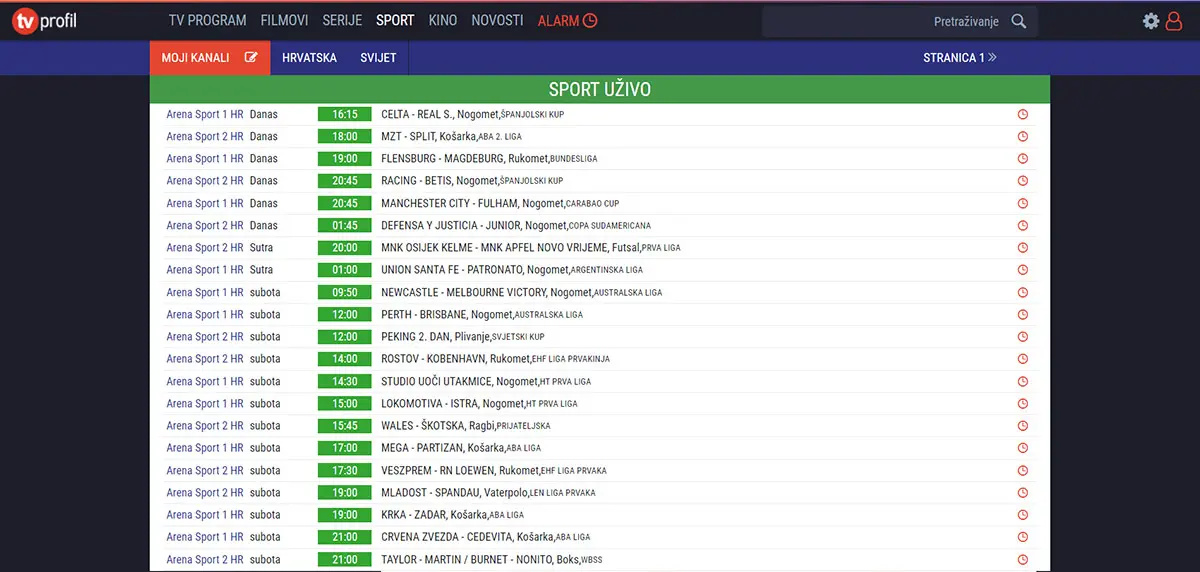 tv profil TV PROGRAM FILMOVI SERIJE SPORT KINO NOVOSTI ALARM Pretraživanje
MOJI KANALI HRVATSKA SVIJET STRANICA 1 »
SPORT UŽIVO
Arena Sport 1 HR Danas 16:15 CELTA - REAL S., Nogomet,ŠPANJOLSKI KUP
Arena Sport 2 HR Danas 18:00 MZT - SPLIT, Košarka,ABA 2. LIGA
Arena Sport 1 HR Danas 19:00 FLENSBURG - MAGDEBURG, Rukomet,BUNDESLIGA
Arena Sport 2 HR Danas 20:45 RACING - BETIS, Nogomet,ŠPANJOLSKI KUP
Arena Sport 1 HR Danas 20:45 MANCHESTER CITY - FULHAM, Nogomet,CARABAO CUP
Arena Sport 2 HR Danas 01:45 DEFENSA Y JUSTICIA - JUNIOR, Nogomet,COPA SUDAMERICANA
Arena Sport 2 HR Sutra 20:00 MNK OSIJEK KELME - MNK APFEL NOVO VRIJEME, Futsal,PRVA LIGA
Arena Sport 1 HR Sutra 01:00 UNION SANTA FE - PATRONATO, Nogomet,ARGENTINSKA LIGA
Arena Sport 1 HR subota 09:50 NEWCASTLE - MELBOURNE VICTORY, Nogomet,AUSTRALSKA LIGA
Arena Sport 1 HR subota 12:00 PERTH - BRISBANE, Nogomet,AUSTRALSKA LIGA
Arena Sport 2 HR subota 12:00 PEKING 2. DAN, Plivanje,SVJETSKI KUP
Arena Sport 2 HR subota 14:00 ROSTOV - KOBENHAVN, Rukomet,EHF LIGA PRVAKINJA
Arena Sport 1 HR subota 14:30 STUDIO UOČI UTAKMICE, Nogomet,HT PRVA LIGA
Arena Sport 1 HR subota 15:00 LOKOMOTIVA - ISTRA, Nogomet,HT PRVA LIGA
Arena Sport 2 HR subota 15:45 WALES - ŠKOTSKA, Ragbi,PRIJATELJSKA
Arena Sport 1 HR subota 17:00 MEGA - PARTIZAN, Košarka,ABA LIGA
Arena Sport 2 HR subota 17:30 VESZPREM - RN LOEWEN, Rukomet,EHF LIGA PRVAKA
Arena Sport 2 HR subota 19:00 MLADOST - SPANDAU, Vaterpolo,LEN LIGA PRVAKA
Arena Sport 1 HR subota 19:00 KRKA - ZADAR, Košarka,ABA LIGA
Arena Sport 1 HR subota 21:00 CRVENA ZVEZDA - CEDEVITA, Košarka,ABA LIGA
Arena Sport 2 HR subota 21:00 TAYLOR - MARTIN / BURNET - NONITO, Boks,WBSS